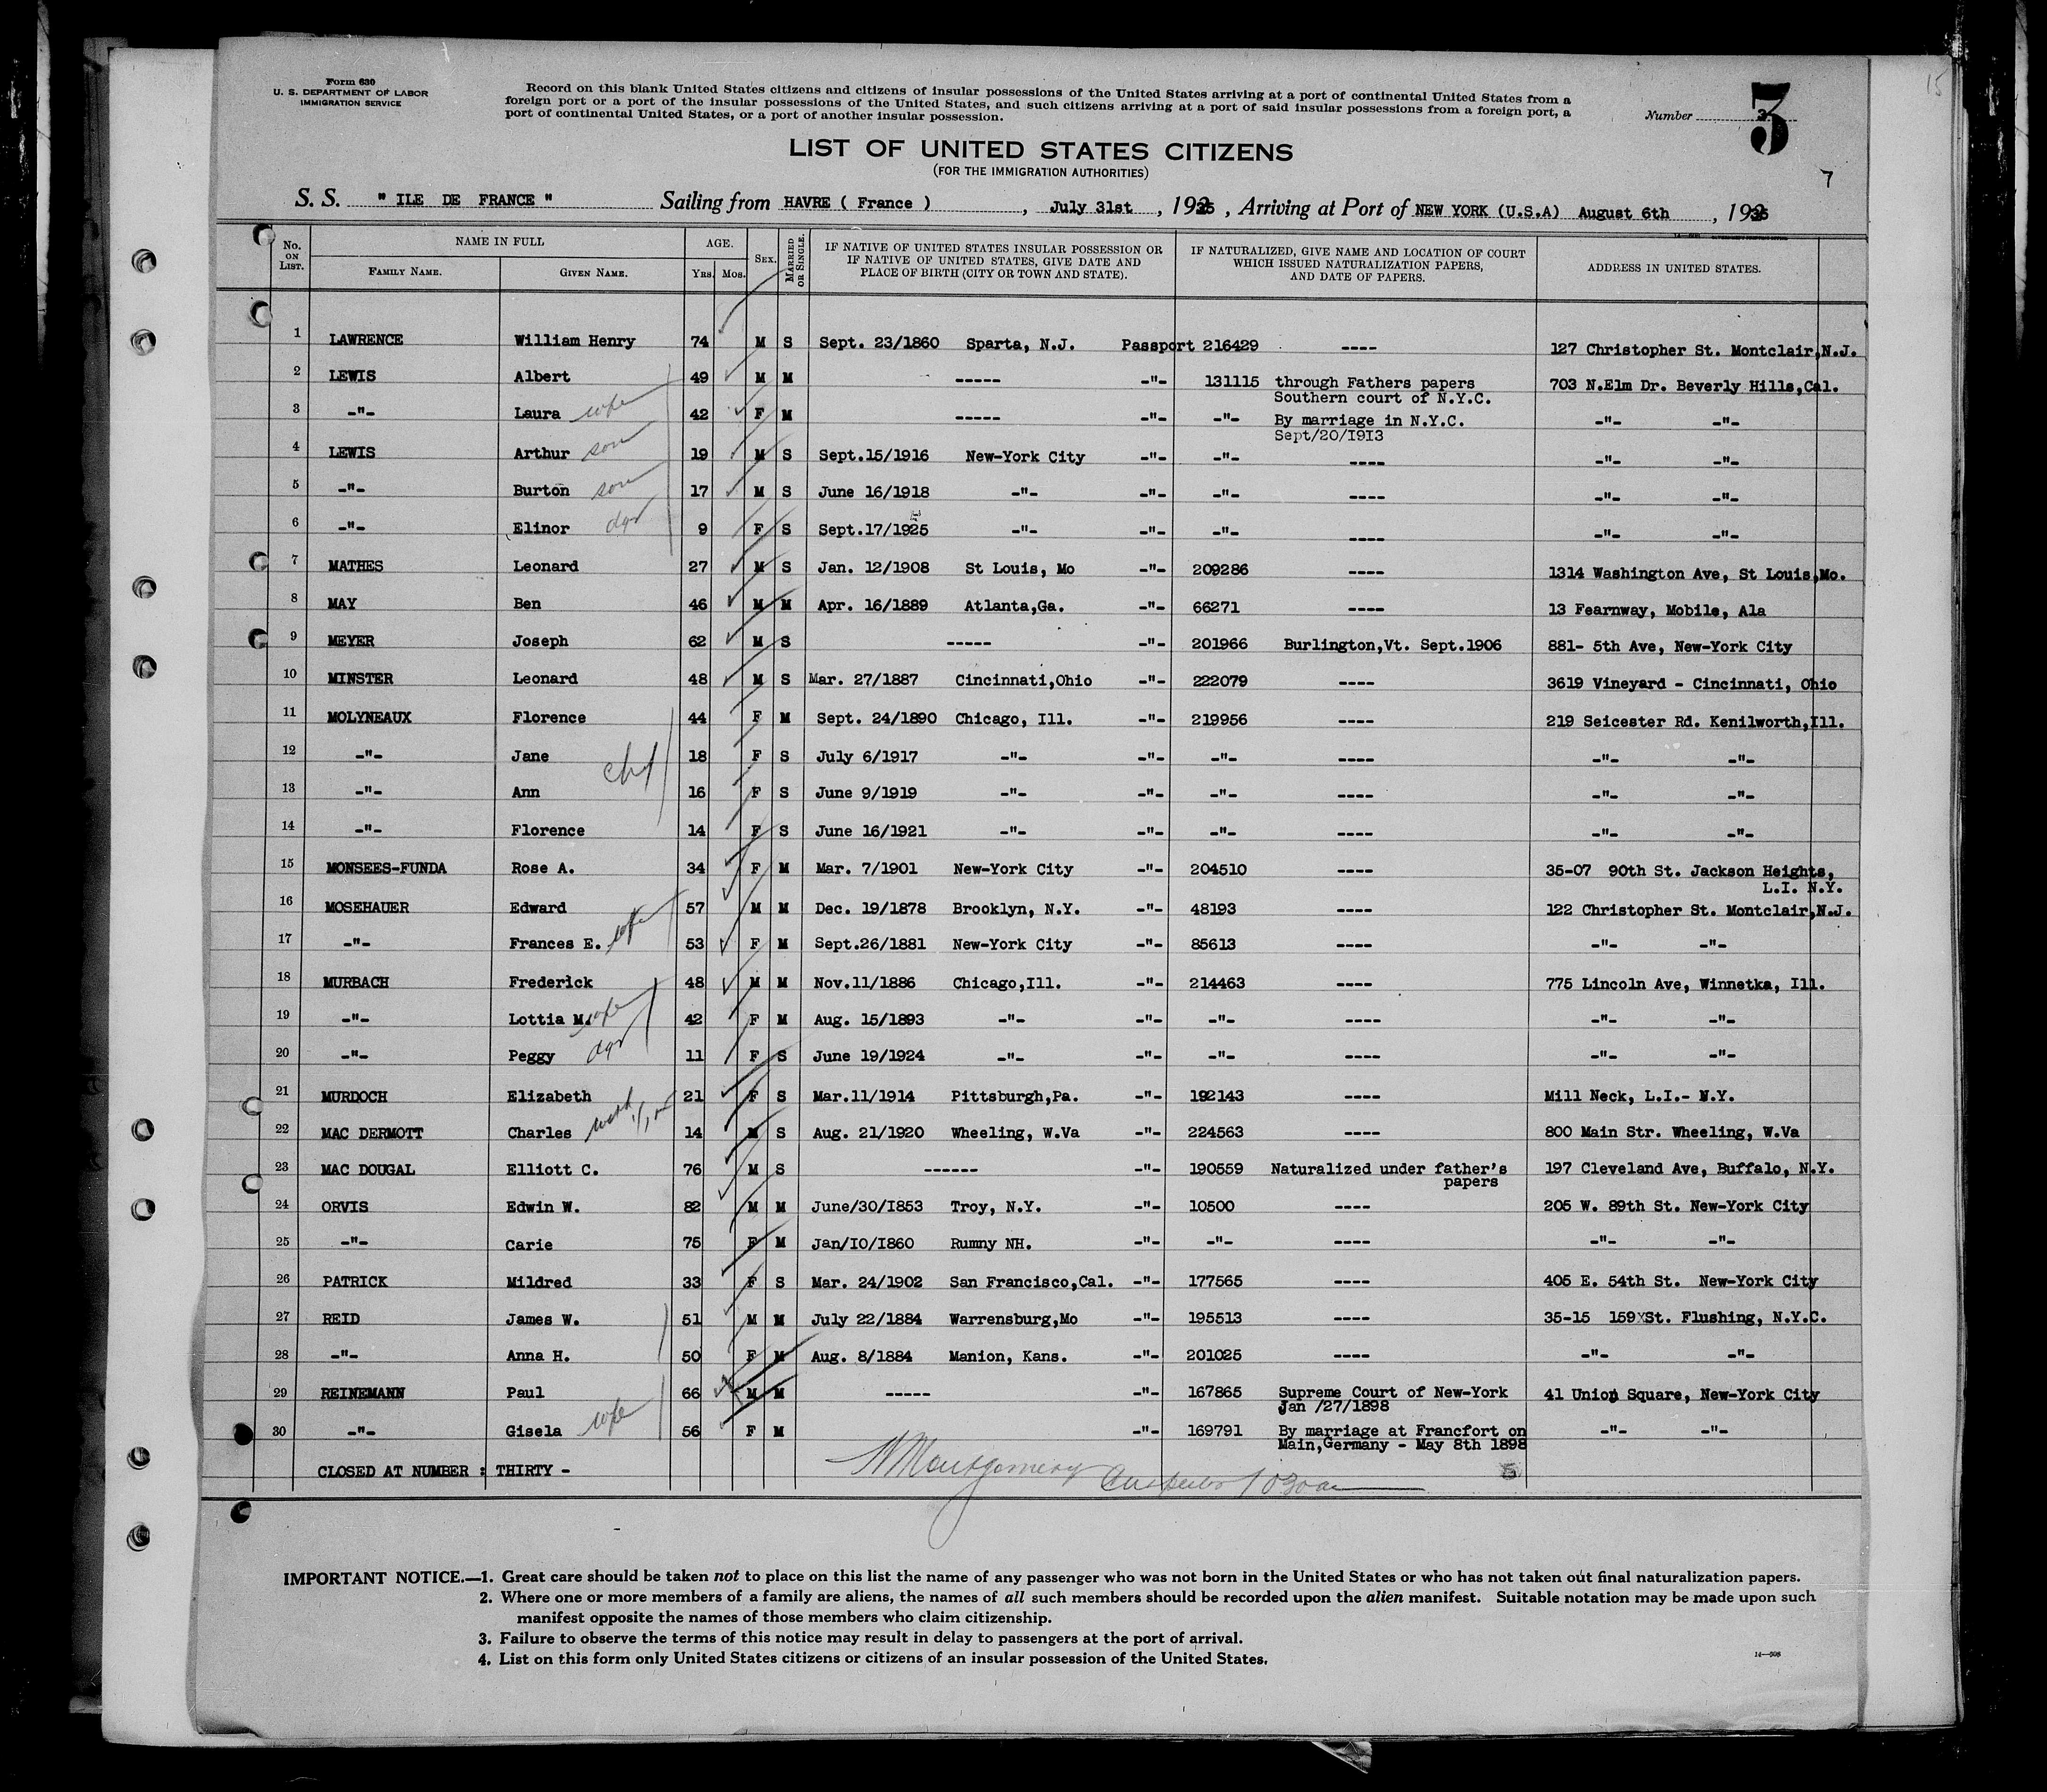 15
Form 630
U. S. DEPARTMENT OF LABOR
IMMIGRATION SERVICE
Record on this blank United States citizens and citizens of insular possessions of the United States arriving at a port of continental United States from a
foreign port or a port of the insular possessions of the United States, and such citizens arriving at a port of said insular possessions from a foreign port, a
port of continental United States, or a port of another insular possession.
Number 3
LIST OF UNITED STATES CITIZENS
(FOR THE IMMIGRATION AUTHORITIES)
7
S. S. " ILE DE FRANCE " Sailing from HAVRE ( France ) , July 31st , 1935 , Arriving at Port of NEW YORK (U.S.A) August 6th , 1935
No. ON LIST. NAME IN FULL AGE. SEX. MARRIED OR SINGLE. IF NATIVE OF UNITED STATES INSULAR POSSESSION OR IF NATIVE OF UNITED STATES, GIVE DATE AND PLACE OF BIRTH (CITY OR TOWN AND STATE). IF NATURALIZED, GIVE NAME AND LOCATION OF COURT WHICH ISSUED NATURALIZATION PAPERS, AND DATE OF PAPERS. ADDRESS IN UNITED STATES.
FAMILY NAME. GIVEN NAME. YRS. MOS.
1 LAWRENCE William Henry 74 M S Sept. 23/1860 Sparta, N.J. Passport 216429 ---- 127 Christopher St. Montclair,N.J.
2 LEWIS Albert 49 M M ----- -"- 131115 through Fathers papers 703 N.Elm Dr. Beverly Hills,Cal.
Southern court of N.Y.C.
3 -"- Laura wife 42 F M ----- -"- -"- By marriage in N.Y.C. -"- -"-
Sept/20/1913
4 LEWIS Arthur son 19 M S Sept.15/1916 New-York City -"- -"- ---- -"- -"-
5 -"- Burton son 17 M S June 16/1918 -"- -"- -"- ---- -"- -"-
6 -"- Elinor dgr 9 F S Sept.17/1925 -"- -"- -"- ---- -"- -"-
7 MATHES Leonard 27 M S Jan. 12/1908 St Louis, Mo -"- 209286 ---- 1314 Washington Ave, St Louis,Mo.
8 MAY Ben 46 M M Apr. 16/1889 Atlanta,Ga. -"- 66271 ---- 13 Fearnway, Mobile, Ala
9 MEYER Joseph 62 M S ----- -"- 201966 Burlington,Vt. Sept.1906 881- 5th Ave, New-York City
10 MINSTER Leonard 48 M S Mar. 27/1887 Cincinnati,Ohio -"- 222079 ---- 3619 Vineyard - Cincinnati, Ohio
11 MOLYNEAUX Florence 44 F M Sept. 24/1890 Chicago, Ill. -"- 219956 ---- 219 Seicester Rd. Kenilworth,Ill.
12 -"- Jane 18 F S July 6/1917 -"- -"- ---- -"- -"-
13 -"- Ann 16 F S June 9/1919 -"- -"- -"- ---- -"- -"-
14 -"- Florence 14 F S June 16/1921 -"- -"- -"- ---- -"- -"-
15 MONSEES-FUNDA Rose A. 34 F M Mar. 7/1901 New-York City -"- 204510 ---- 35-07 90th St. Jackson Heights,
L.I. N.Y.
16 MOSEHAUER Edward 57 M M Dec. 19/1878 Brooklyn, N.Y. -"- 48193 ---- 122 Christopher St. Montclair,N.J.
17 -"- Frances E. wife 53 F M Sept.26/1881 New-York City -"- 85613 ---- -"- -"-
18 MURBACH Frederick 48 M M Nov.11/1886 Chicago,Ill. -"- 214463 ---- 775 Lincoln Ave, Winnetka, Ill.
19 -"- Lottia M. wife 42 F M Aug. 15/1893 -"- -"- -"- ---- -"- -"-
20 -"- Peggy dgr 11 F S June 19/1924 -"- -"- -"- ---- -"- -"-
21 MURDOCH Elizabeth 21 F S Mar.11/1914 Pittsburgh,Pa. -"- 192143 ---- Mill Neck, L.I.- N.Y.
22 MAC DERMOTT Charles 14 M S Aug. 21/1920 Wheeling, W.Va -"- 224563 ---- 800 Main Str. Wheeling, W.Va
23 MAC DOUGAL Elliott C. 76 M S ------ -"- 190559 Naturalized under father's 197 Cleveland Ave, Buffalo, N.Y.
papers
24 ORVIS Edwin W. 82 M M June/30/1853 Troy, N.Y. -"- 10500 ---- 205 W. 89th St. New-York City
25 -"- Carie 75 F M Jan/10/1860 Rumny NH. -"- -"- ---- -"- -"-
26 PATRICK Mildred 33 F S Mar. 24/1902 San Francisco,Cal. -"- 177565 ---- 405 E. 54th St. New-York City
27 REID James W. 51 M M July 22/1884 Warrensburg,Mo -"- 195513 ---- 35-15 159 St. Flushing, N.Y.C.
28 -"- Anna H. 50 F M Aug. 8/1884 Manion, Kans. -"- 201025 ---- -"- -"-
29 REINEMANN Paul 66 M M ----- -"- 167865 Supreme Court of New-York 41 Union Square, New-York City
Jan /27/1898
30 -"- Gisela wife 56 F M -"- 169791 By marriage at Francfort on -"- -"-
Main,Germany - May 8th 1898
CLOSED AT NUMBER : THIRTY -
Montgomery
5
IMPORTANT NOTICE.—1. Great care should be taken not to place on this list the name of any passenger who was not born in the United States or who has not taken out final naturalization papers.
2. Where one or more members of a family are aliens, the names of all such members should be recorded upon the alien manifest. Suitable notation may be made upon such
manifest opposite the names of those members who claim citizenship.
3. Failure to observe the terms of this notice may result in delay to passengers at the port of arrival.
4. List on this form only United States citizens or citizens of an insular possession of the United States.
14—508